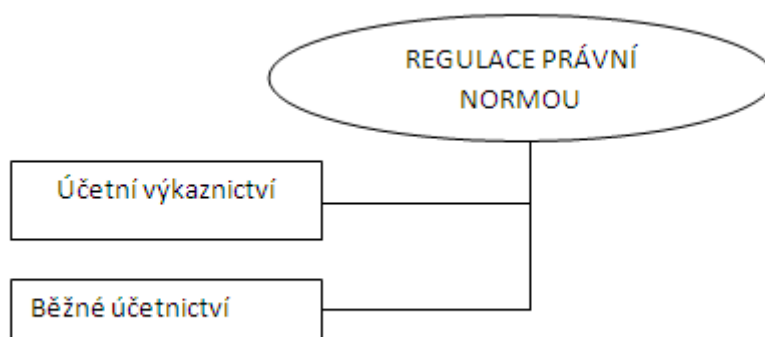 REGULACE PRÁVNÍ
NORMOU
Účetní výkaznictví
Běžné účetnictví